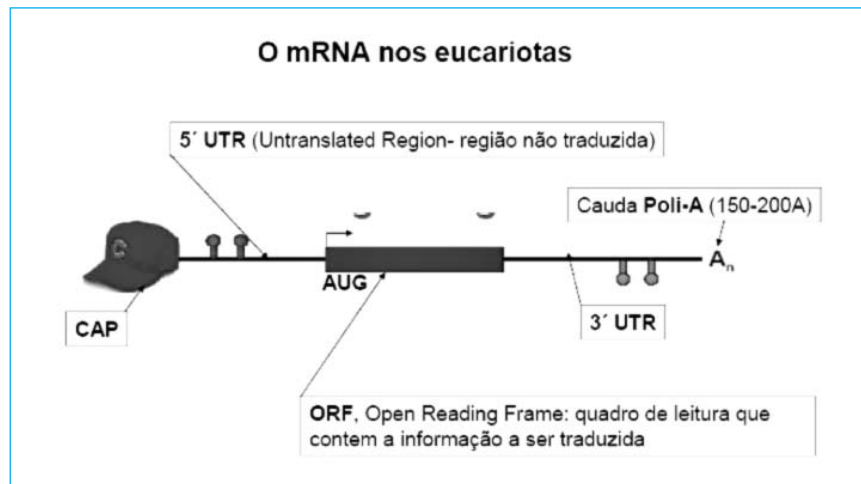 O mRNA nos eucariotas
5´ UTR (Untranslated Region- região não traduzida)
Cauda Poli-A (150-200A)
C
An
AUG
CAP
3´ UTR
ORF, Open Reading Frame: quadro de leitura que
contem a informação a ser traduzida